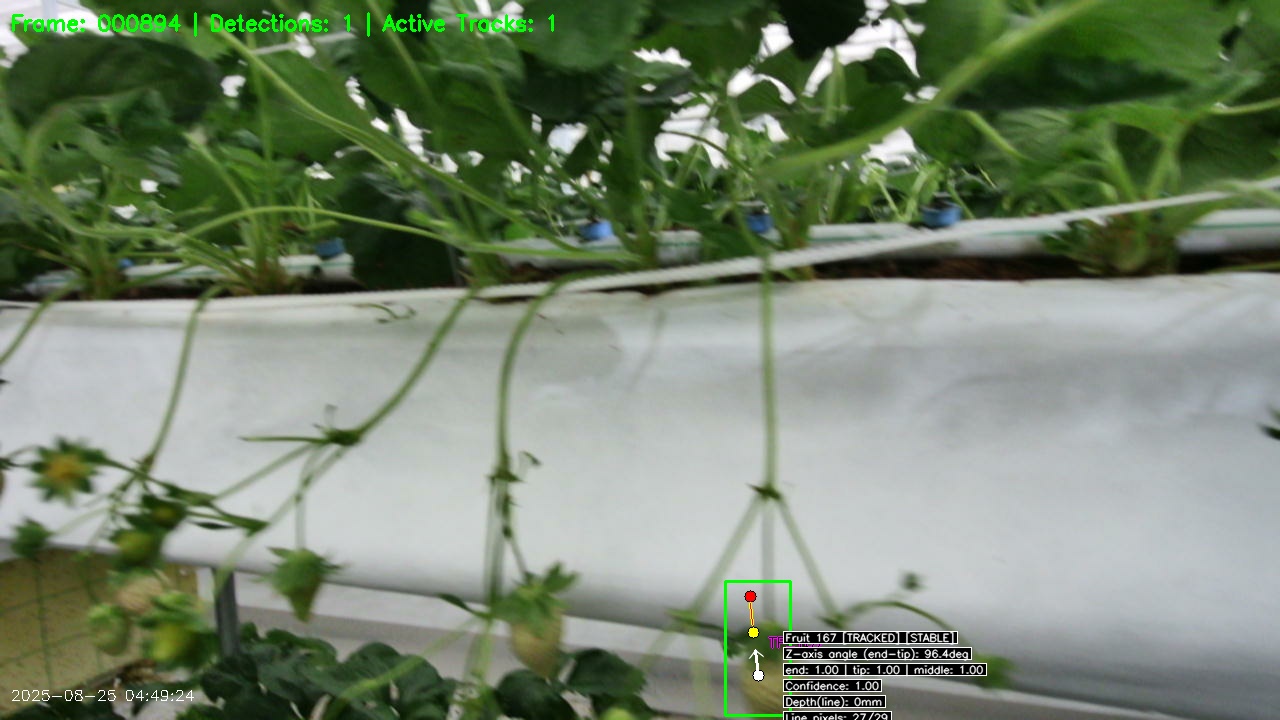 Frame: 000894 | Detections: 1 | Active Tracks: 1
Fruit 167 [TRACKED] [STABLE]
Z-axis angle (end-tip): 96.4deg
end: 1.00 | tip: 1.00 | middle: 1.00
Confidence: 1.00
Depth(line): 0mm
Line pixels: 27/29
2025-08-25 04:49:24